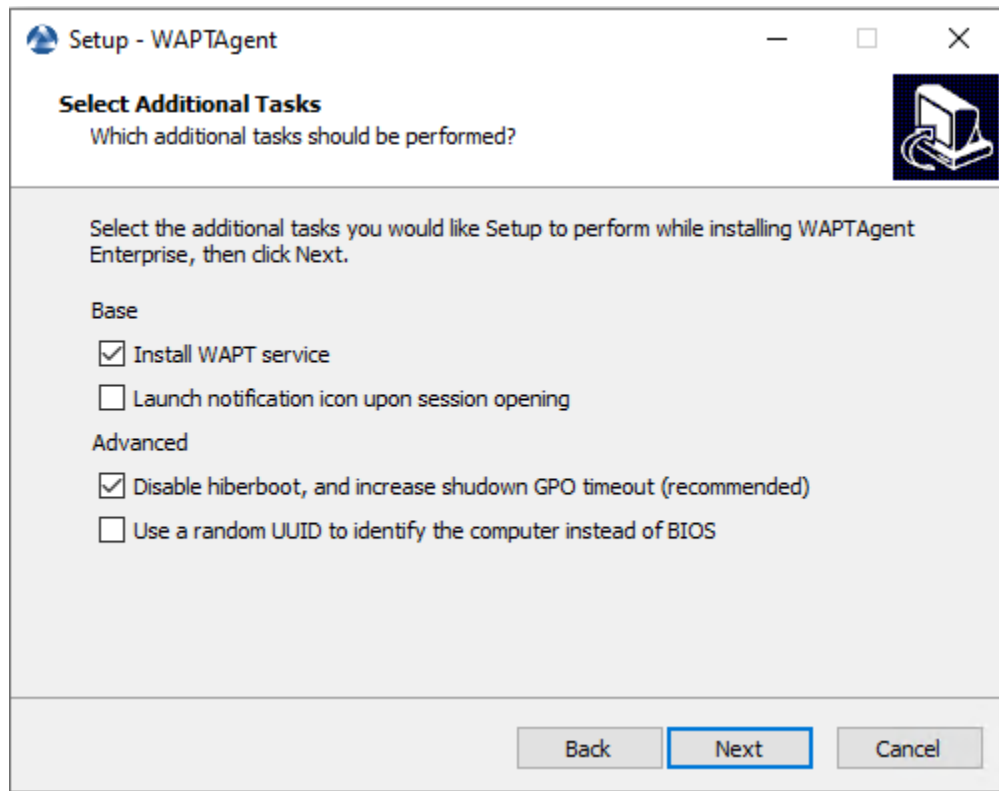 Setup - WAPTAgent
Select Additional Tasks
Which additional tasks should be performed?
Select the additional tasks you would like Setup to perform while installing WAPTAgent
Enterprise, then click Next.
Base
Install WAPT service
Launch notification icon upon session opening
Advanced
Disable hiberboot, and increase shudown GPO timeout (recommended)
Use a random UUID to identify the computer instead of BIOS
Back
Next
Cancel